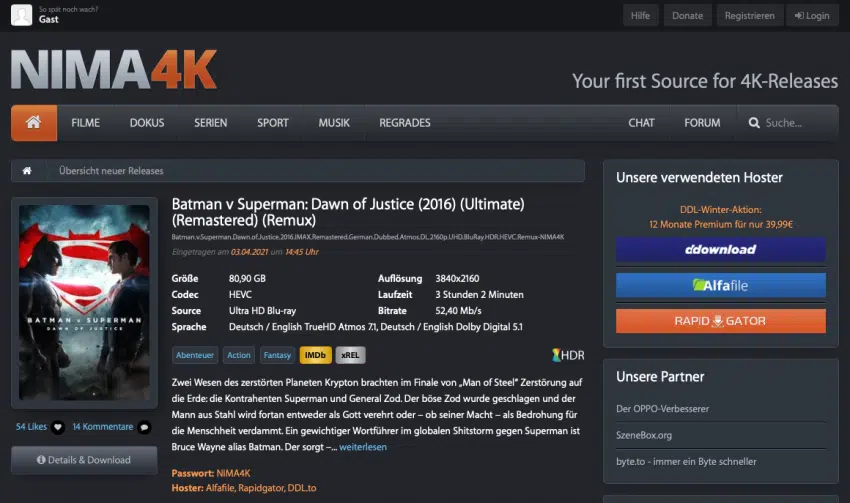 So spät noch wach?
Gast
Hilfe
Donate
Registrieren
Login
NIMA4K
Your first Source for 4K-Releases
FILME
DOKUS
SERIEN
SPORT
MUSIK
REGRADES
CHAT
FORUM
Suche...
Übersicht neuer Releases
BATMAN V SUPERMAN
DAWN OF JUSTICE
54 Likes
14 Kommentare
Details & Download
Batman v Superman: Dawn of Justice (2016) (Ultimate)
(Remastered) (Remux)
Batman.v.Superman.Dawn.of.Justice.2016.IMAX.Remastered.German.Dubbed.Atmos.DL.2160p.UHD.BluRay.HDR.HEVC.Remux-NIMA4K
Eingetragen am 03.04.2021 um 14:45 Uhr
Größe 80,90 GB Auflösung 3840x2160
Codec HEVC Laufzeit 3 Stunden 2 Minuten
Source Ultra HD Blu-ray Bitrate 52,40 Mb/s
Sprache Deutsch / English TrueHD Atmos 7.1, Deutsch / English Dolby Digital 5.1
Abenteuer
Action
Fantasy
IMDb
xREL
HDR
Zwei Wesen des zerstörten Planeten Krypton brachten im Finale von „Man of Steel“ Zerstörung auf
die Erde: die Kontrahenten Superman und General Zod. Der böse Zod wurde geschlagen und der
Mann aus Stahl wird fortan entweder als Gott verehrt oder – ob seiner Macht – als Bedrohung für
die Menschheit verdammt. Ein gewichtiger Wortführer im globalen Shitstorm gegen Superman ist
Bruce Wayne alias Batman. Der sorgt –... weiterlesen
Passwort: NIMA4K
Hoster: Alfafile, Rapidgator, DDL.to
Unsere verwendeten Hoster
DDL-Winter-Aktion:
12 Monate Premium für nur 39,99€
ddownload
Alfafile
RAPIDGATOR
Unsere Partner
Der OPPO-Verbesserer
SzeneBox.org
byte.to - immer ein Byte schneller